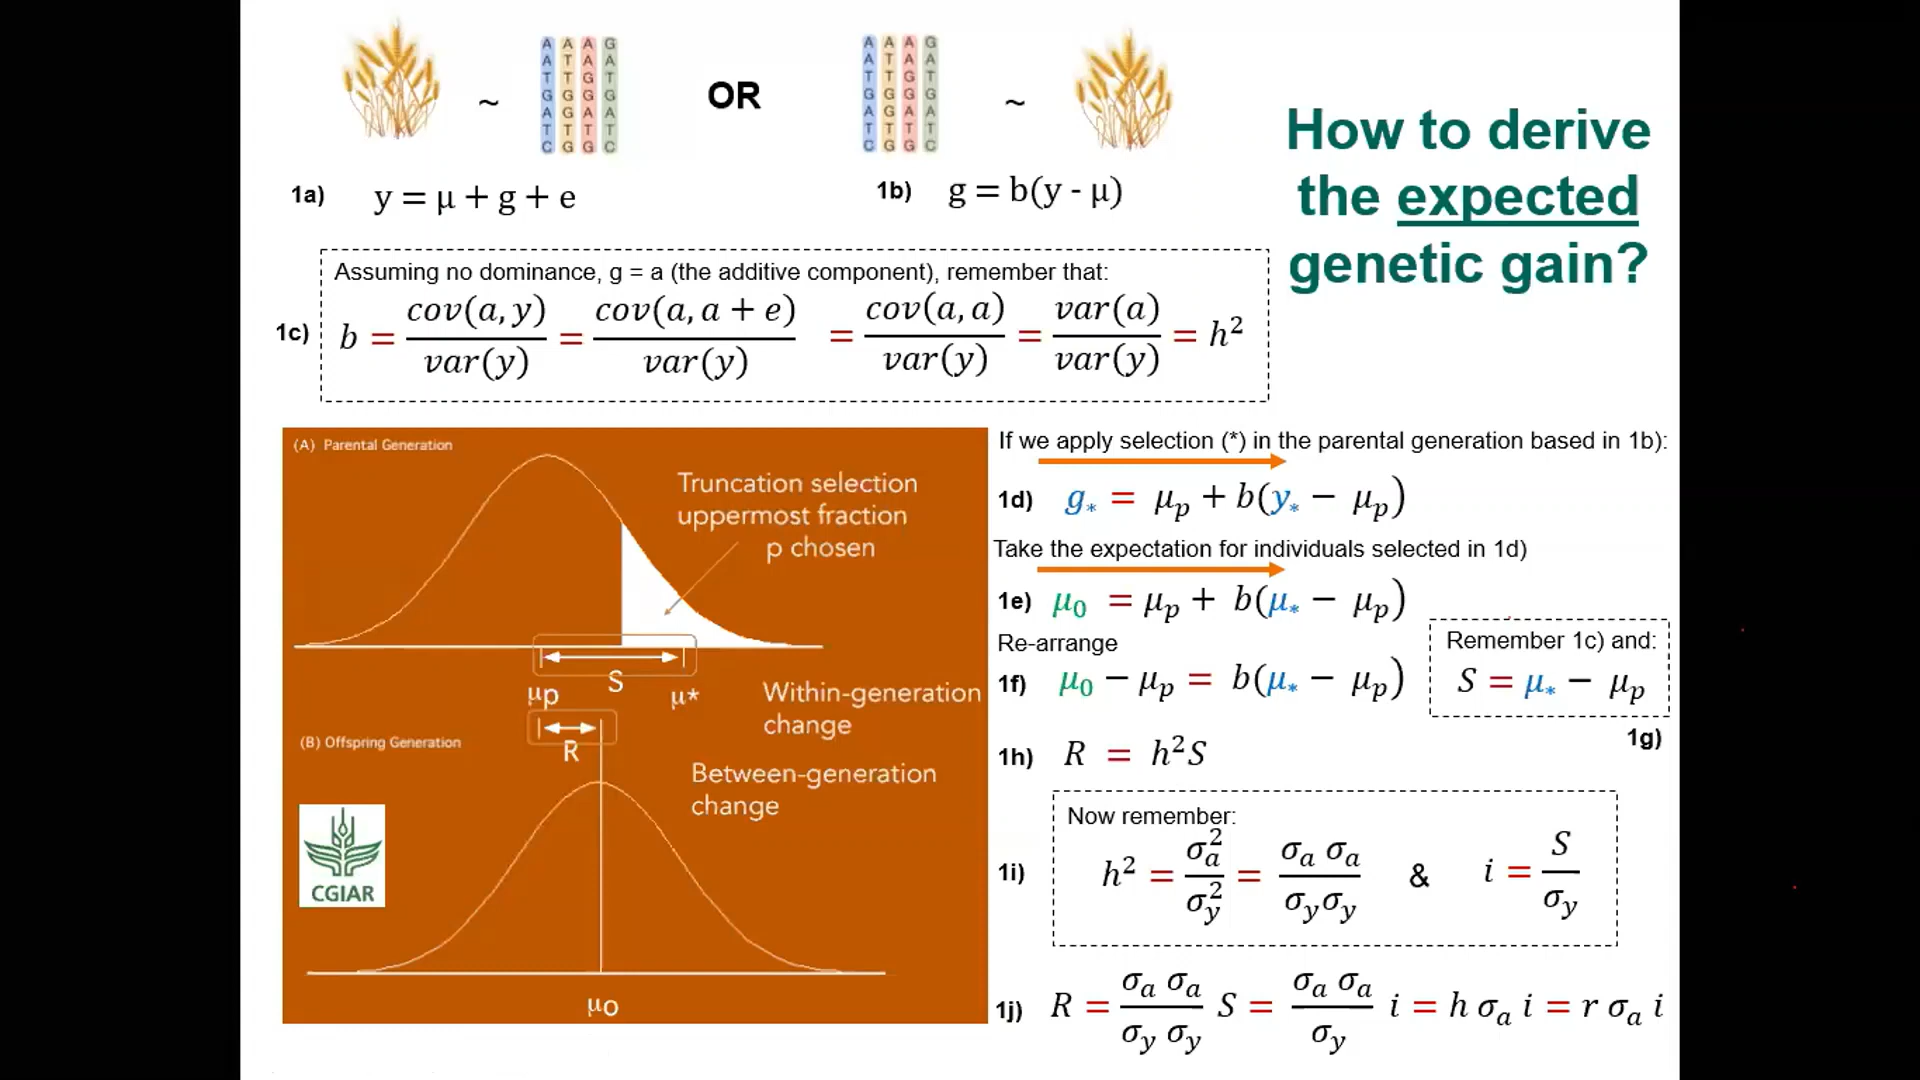 A A A G
A T A A
T T G T
G G G G
A G A A
T T T T
C G G C
~
OR
A A A G
A T A A
T T G T
G G G G
A G A A
T T T T
C G G C
~
How to derive
the expected
genetic gain?
1a) y = μ + g + e
1b) g = b(y - μ)
Assuming no dominance, g = a (the additive component), remember that:
1c) b = cov(a, y)/var(y) = cov(a, a + e)/var(y) = cov(a, a)/var(y) = var(a)/var(y) = h²
(A) Parental Generation
Truncation selection
uppermost fraction
p chosen
S
μp
μ*
Within-generation
change
R
(B) Offspring Generation
Between-generation
change
CGIAR
μo
If we apply selection (*) in the parental generation based in 1b):
1d) g* = μp + b(y* − μp)
Take the expectation for individuals selected in 1d)
1e) μ0 = μp + b(μ* − μp)
Re-arrange
1f) μ0 − μp = b(μ* − μp)
Remember 1c) and:
S = μ* − μp
1g)
1h) R = h²S
Now remember:
1i) h² = σa²/σy² = σa σa/σyσy & i = S/σy
1j) R = σa σa/σy σy S = σa σa/σy i = h σa i = r σa i